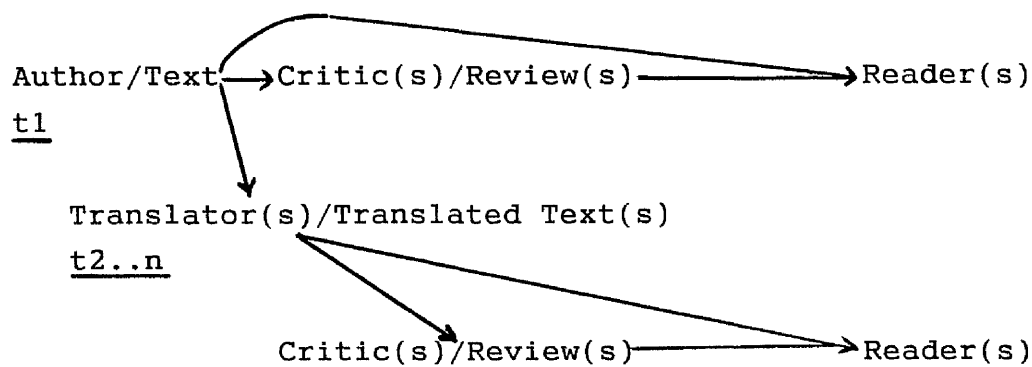 Author/Text Critic(s)/Review(s) Reader(s)
t1
Translator(s)/Translated Text(s)
t2..n
Critic(s)/Review(s) Reader(s)